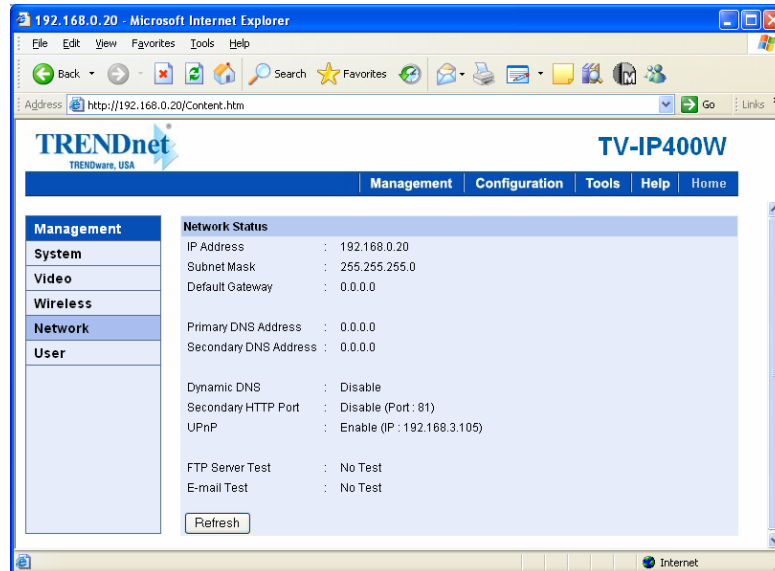 192.168.0.20 - Microsoft Internet Explorer
File Edit View Favorites Tools Help
Back Search Favorites
Address http://192.168.0.20/Content.htm Go Links
TRENDnet
TRENDware, USA
TV-IP400W
Management Configuration Tools Help Home
Management
System
Video
Wireless
Network
User
Network Status
IP Address : 192.168.0.20
Subnet Mask : 255.255.255.0
Default Gateway : 0.0.0.0
Primary DNS Address : 0.0.0.0
Secondary DNS Address : 0.0.0.0
Dynamic DNS : Disable
Secondary HTTP Port : Disable (Port : 81)
UPnP : Enable (IP : 192.168.3.105)
FTP Server Test : No Test
E-mail Test : No Test
Refresh
Internet